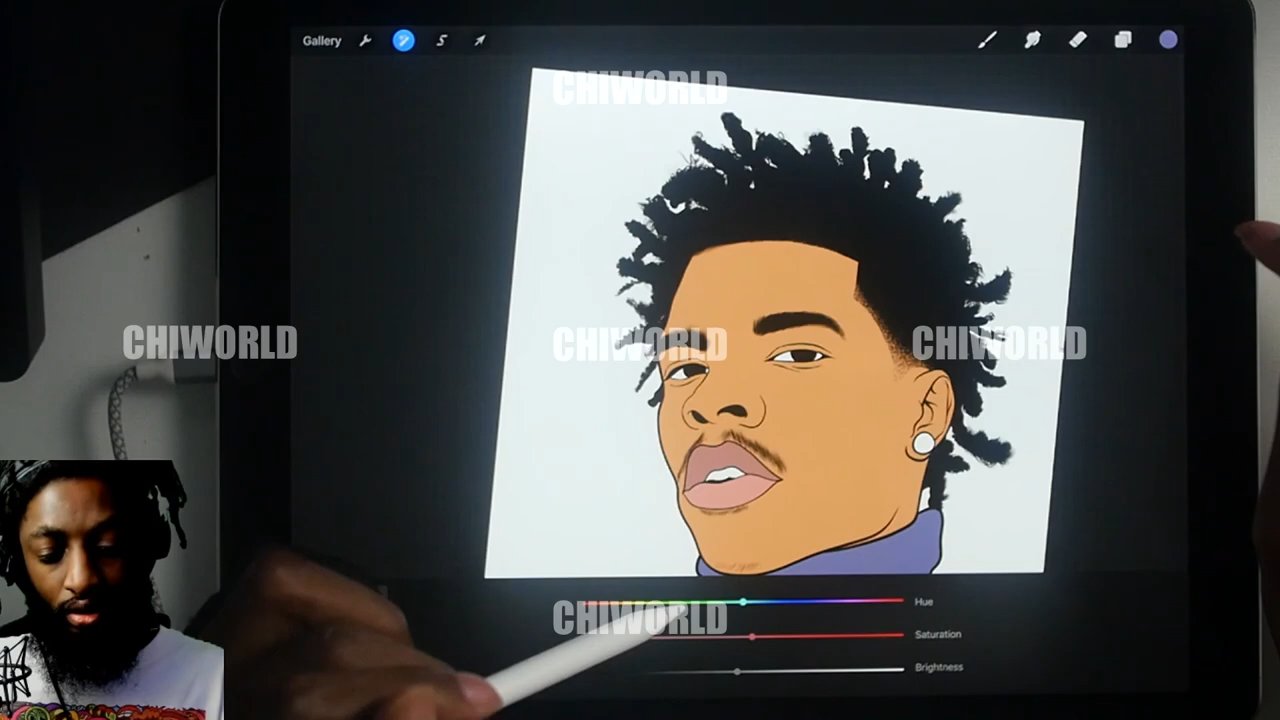 Gallery
CHIWORLD
CHIWORLD
CHIWORLD
CHIWORLD
CHIWORLD
Hue
Saturation
Brightness